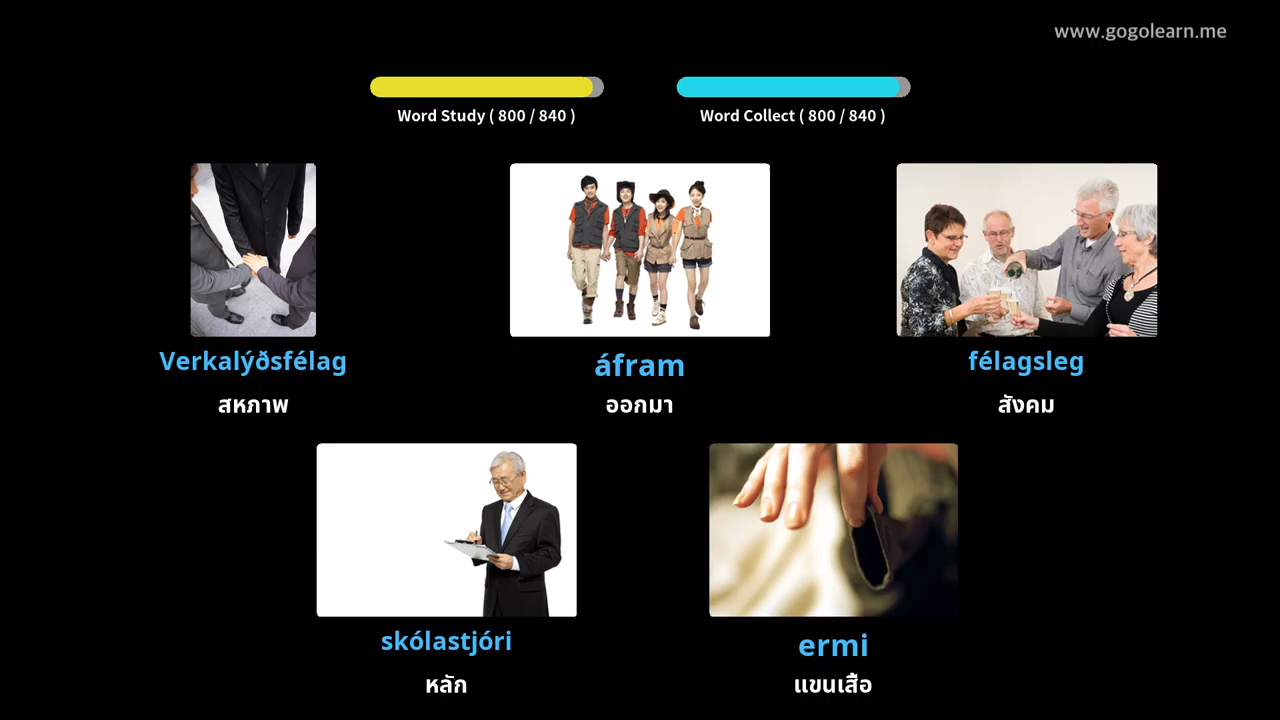 www.gogolearn.me
Word Study ( 800 / 840 )
Word Collect ( 800 / 840 )
Verkalýðsfélag
สหภาพ
áfram
ออกมา
félagsleg
สังคม
skólastjóri
หลัก
ermi
แขนเสื้อ